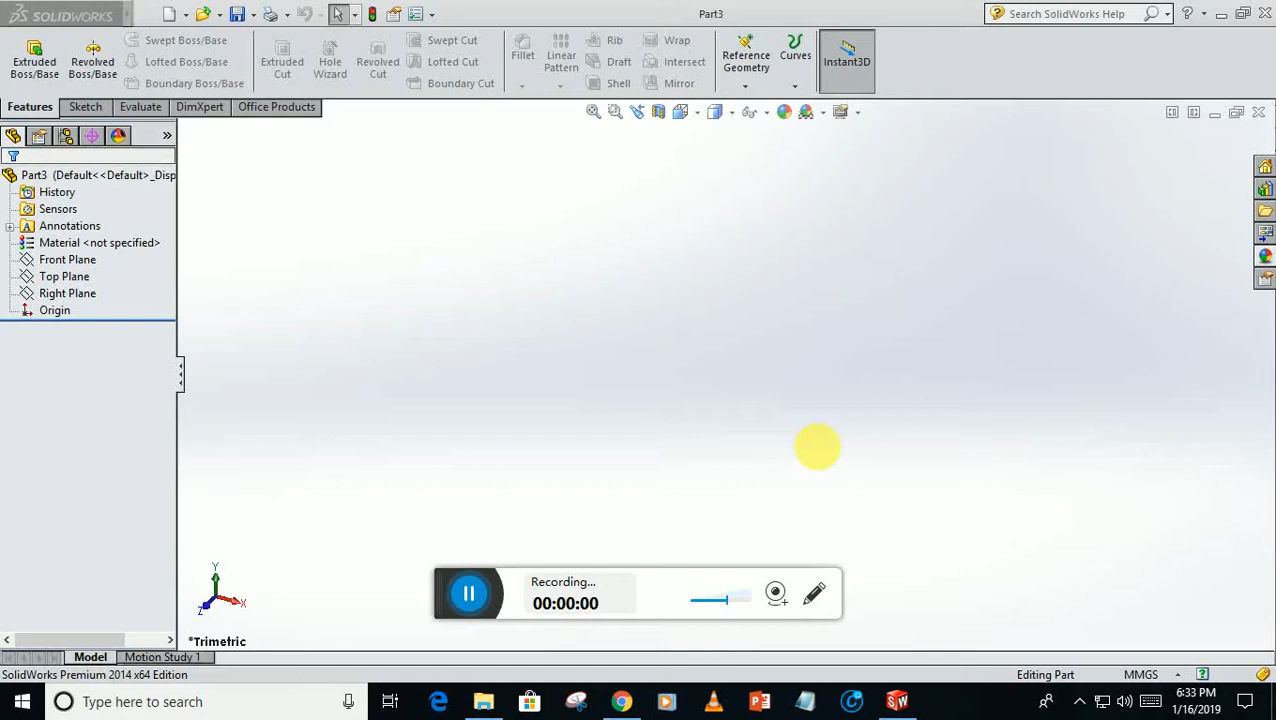 SOLIDWORKS
Part3
Search SolidWorks Help
Extruded Boss/Base
Revolved Boss/Base
Swept Boss/Base
Lofted Boss/Base
Boundary Boss/Base
Extruded Cut
Hole Wizard
Revolved Cut
Swept Cut
Lofted Cut
Boundary Cut
Fillet
Linear Pattern
Rib
Draft
Shell
Wrap
Intersect
Mirror
Reference Geometry
Curves
Instant3D
Features Sketch Evaluate DimXpert Office Products
Part3 (Default<<Default>_Disp
History
Sensors
Annotations
Material <not specified>
Front Plane
Top Plane
Right Plane
Origin
Recording...
00:00:00
Y
X
Z
*Trimetric
Model Motion Study 1
SolidWorks Premium 2014 x64 Edition
Editing Part
MMGS
Type here to search
6:33 PM
1/16/2019